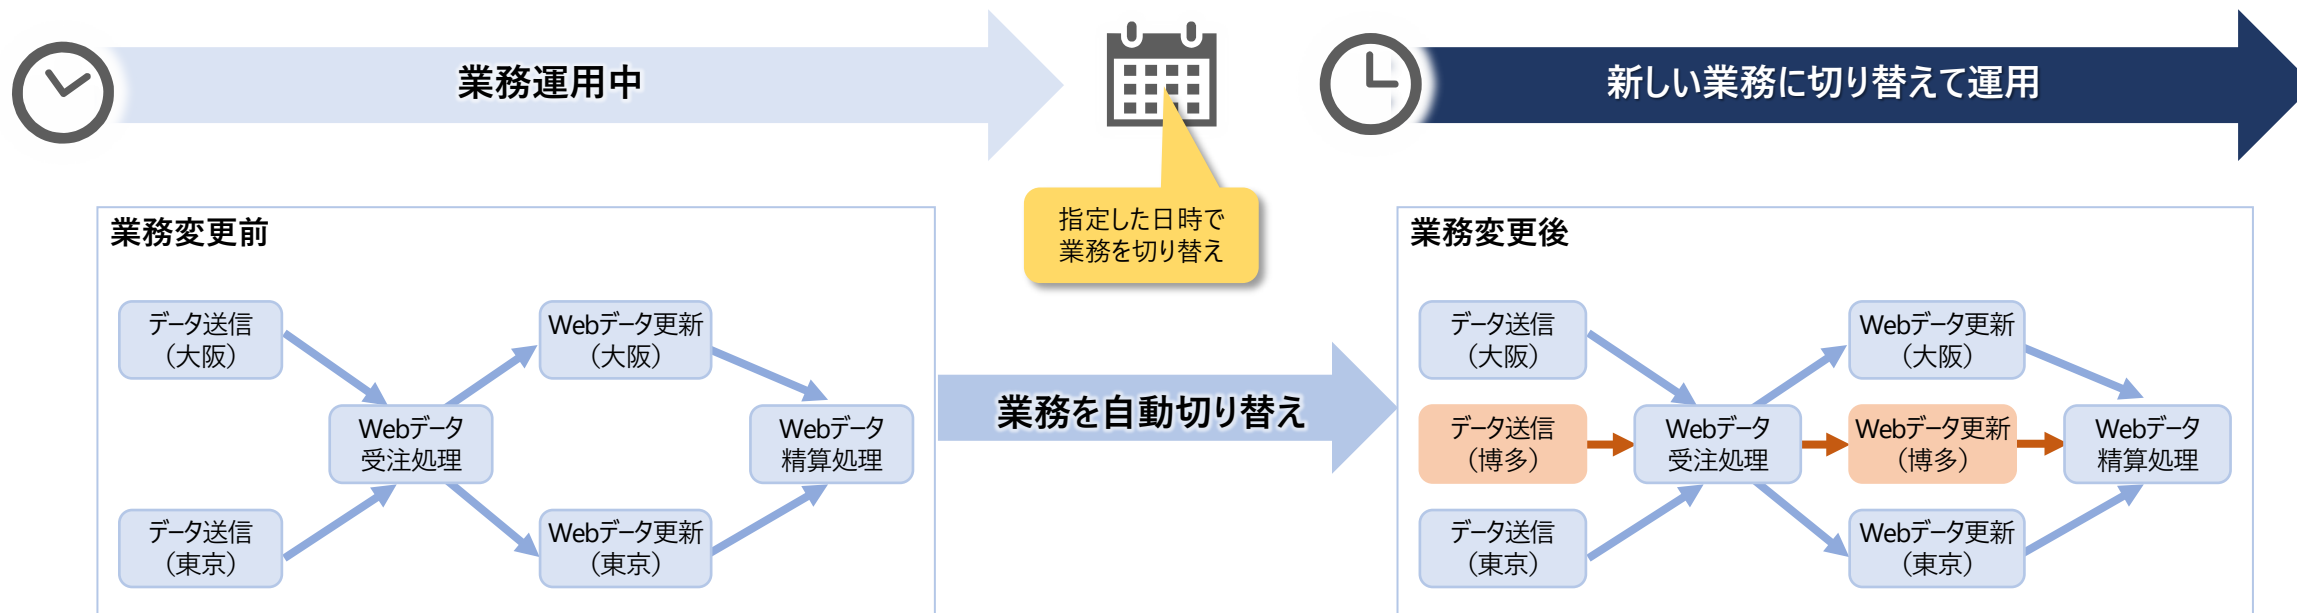 業務運用中
新しい業務に切り替えて運用
指定した日時で
業務を切り替え
業務変更前
データ送信
（大阪）
Webデータ更新
（大阪）
Webデータ
受注処理
Webデータ
精算処理
データ送信
（東京）
Webデータ更新
（東京）
業務を自動切り替え
業務変更後
データ送信
（大阪）
Webデータ更新
（大阪）
データ送信
（博多）
Webデータ
受注処理
Webデータ更新
（博多）
Webデータ
精算処理
データ送信
（東京）
Webデータ更新
（東京）